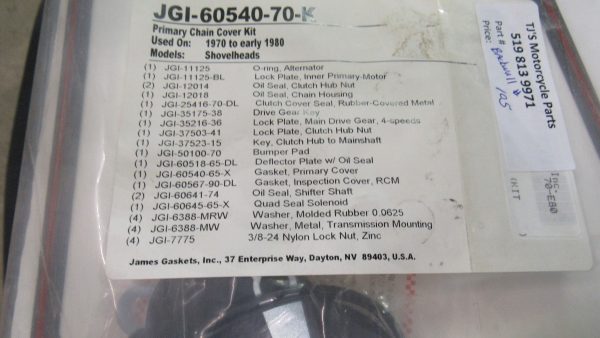 JGI-60540-70-K
Primary Chain Cover Kit
Used On: 1970 to early 1980
Models: Shovelheads
(1) JGI-11125 O-ring, Alternator
(1) JGI-11125-BL Lock Plate, Inner Primary-Motor
(2) JGI-12014 Oil Seal, Clutch Hub Nut
(1) JGI-12018 Oil Seal, Chain Housing
(1) JGI-25416-70-DL Clutch Cover Seal, Rubber-Covered Metal
(1) JGI-35175-38 Drive Gear Key
(1) JGI-35216-36 Lock Plate, Main Drive Gear, 4-speeds
(1) JGI-37503-41 Lock Plate, Clutch Hub Nut
(1) JGI-37523-15 Key, Clutch Hub to Mainshaft
(1) JGI-50100-70 Bumper Pad
(1) JGI-60518-65-DL Deflector Plate w/ Oil Seal
(1) JGI-60540-65-X Gasket, Primary Cover
(1) JGI-60567-90-DL Gasket, Inspection Cover, RCM
(2) JGI-60641-74 Oil Seal, Shifter Shaft
(1) JGI-60645-65-X Quad Seal Solenoid
(4) JGI-6388-MRW Washer, Molded Rubber 0.0625
(4) JGI-6388-MW Washer, Metal, Transmission Mounting
(4) JGI-7775 3/8-24 Nylon Lock Nut, Zinc
James Gaskets, Inc., 37 Enterprise Way, Dayton, NV 89403, U.S.A.
TJ'S Motorcycle Parts
519 813 9971
Part #
Price:
125
Inc.
70-E80
(KIT